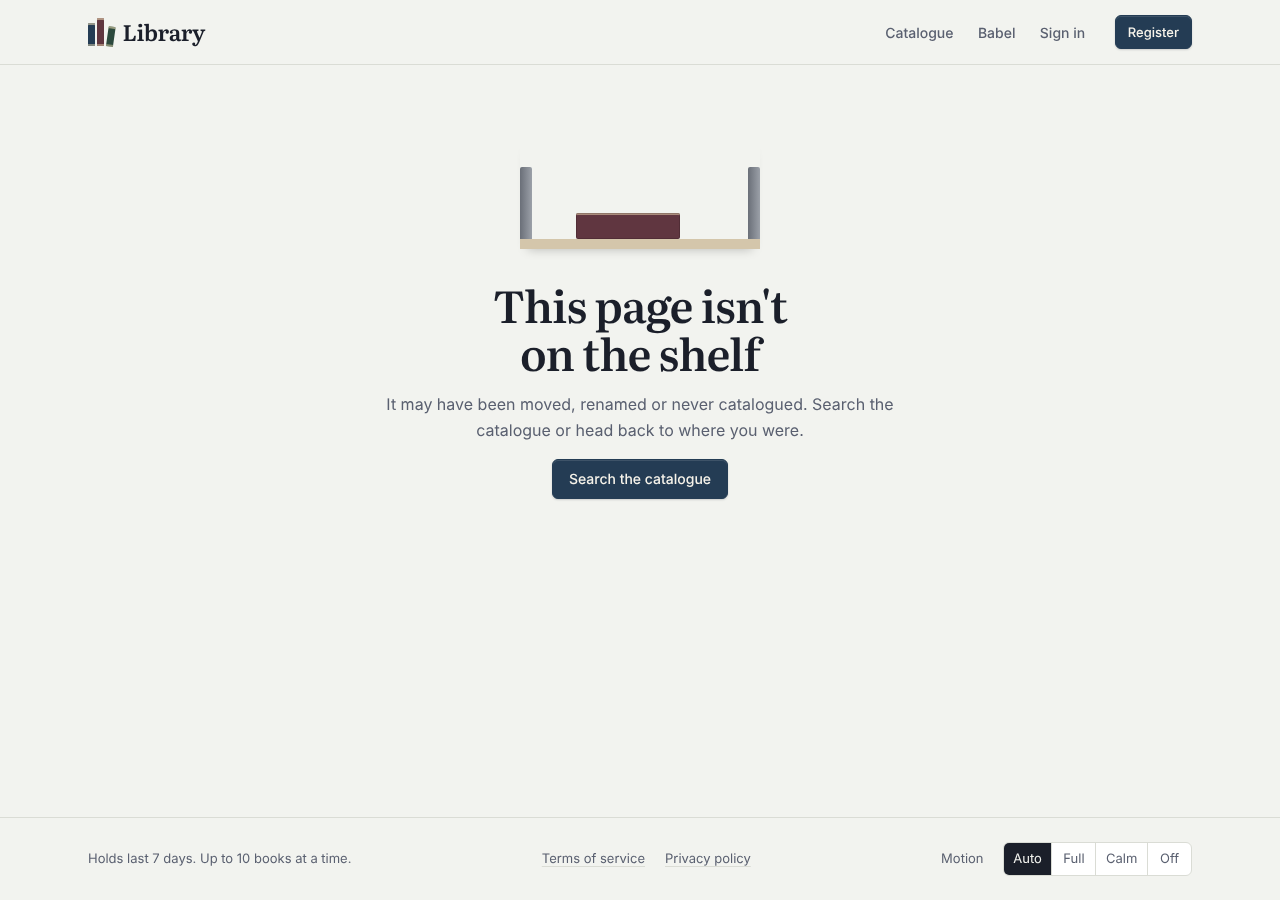 Library
Catalogue
Babel
Sign in
Register
This page isn't
on the shelf
It may have been moved, renamed or never catalogued. Search the
catalogue or head back to where you were.
Search the catalogue
Holds last 7 days. Up to 10 books at a time.
Terms of service
Privacy policy
Motion
Auto
Full
Calm
Off